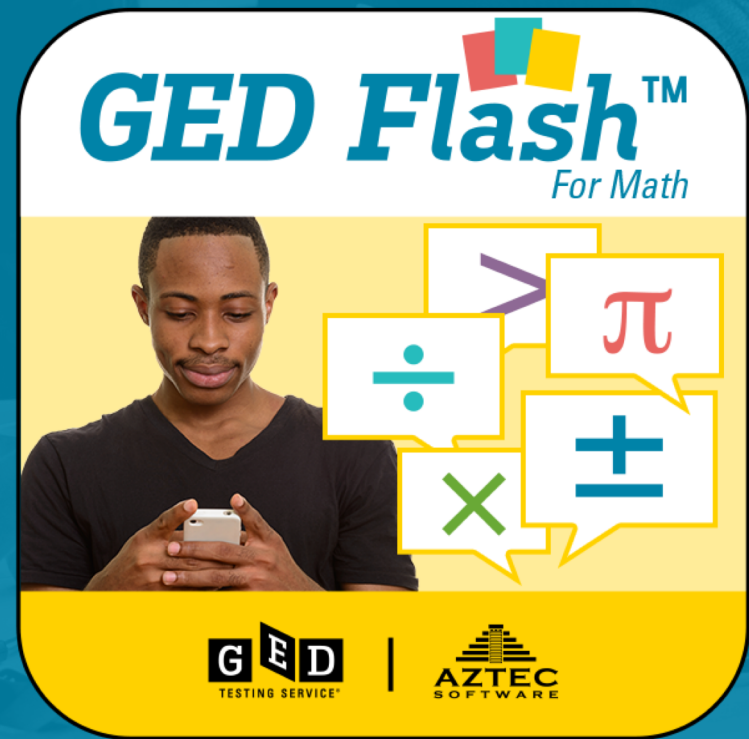 GED Flash™
For Math
>
π
÷
±
×
GED
TESTING SERVICE®
AZTEC
SOFTWARE